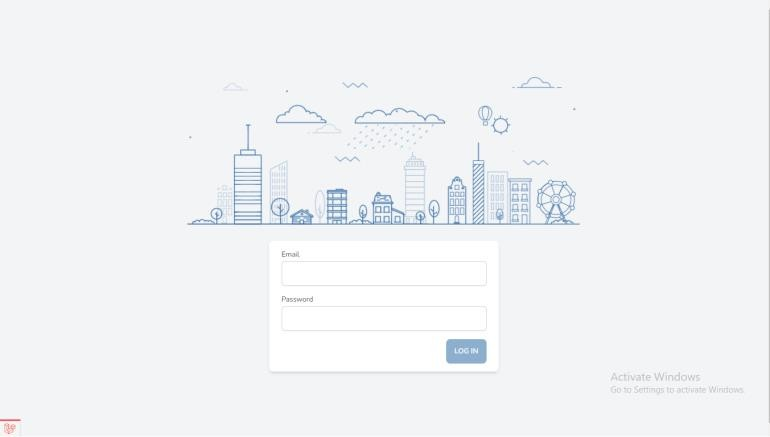 Email
Password
LOG IN
Activate Windows
Go to Settings to activate Windows.